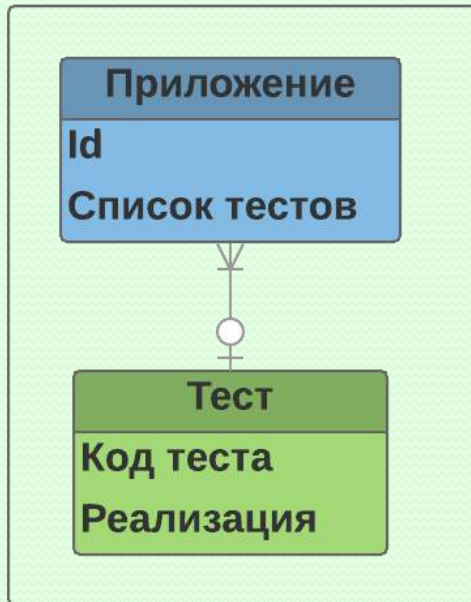 Приложение
Id
Список тестов
Тест
Код теста
Реализация